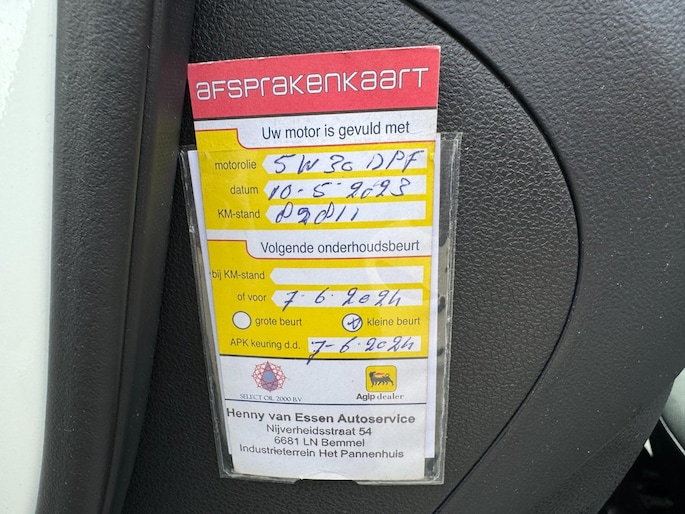 afsprakenkaart
Uw motor is gevuld met
motorolie 5W30 DPF
datum 10-5-2023
KM-stand 82811
Volgende onderhoudsbeurt
bij KM-stand
of voor 7-6-2024
grote beurt kleine beurt
APK keuring d.d. 7-6-2024
SELECT OIL 2000 B.V Agip dealer
Henny van Essen Autoservice
Nijverheidsstraat 54
6681 LN Bemmel
Industrieterrein Het Pannenhuis